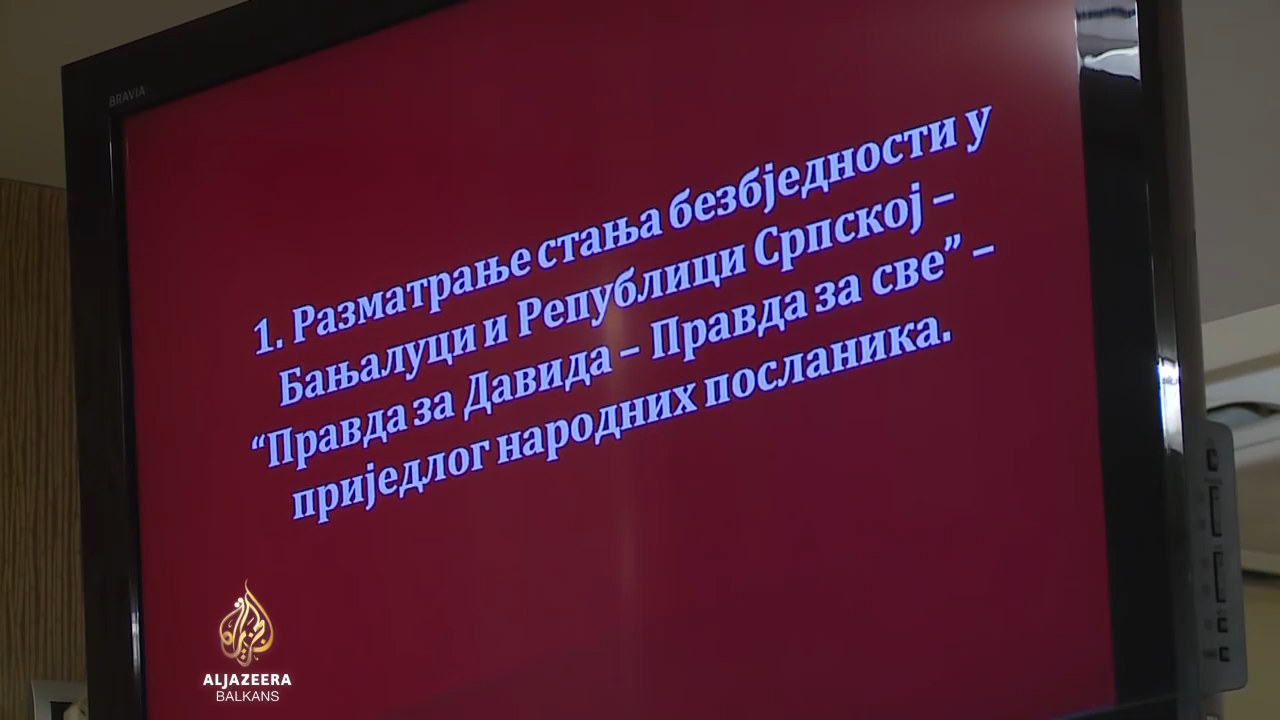 BRAVIA
1. Разматрање стања безбједности у
Бањалуци и Републици Српској –
“Правда за Давида – Правда за све” –
приједлог народних посланика.
ALJAZEERA
BALKANS